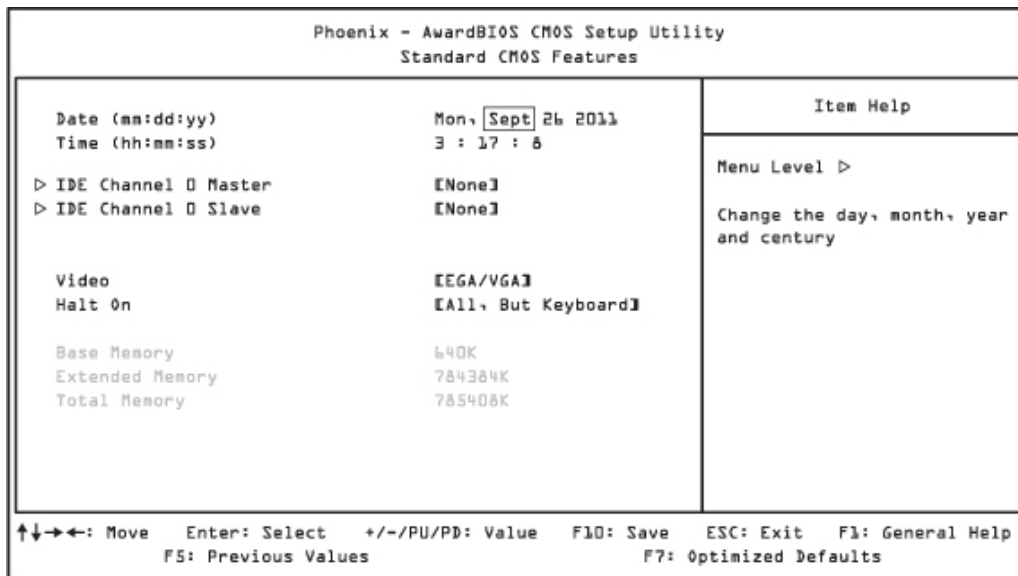 Phoenix - AwardBIOS CMOS Setup Utility
Standard CMOS Features
Date (mm:dd:yy) Mon, Sept 26 2011
Time (hh:mm:ss) 3 : 17 : 8
▷ IDE Channel 0 Master [None]
▷ IDE Channel 0 Slave [None]
Video [EGA/VGA]
Halt On [All, But Keyboard]
Base Memory 640K
Extended Memory 784384K
Total Memory 785408K
Item Help
Menu Level ▷
Change the day, month, year
and century
↑↓→←: Move Enter: Select +/-/PU/PD: Value F10: Save ESC: Exit F1: General Help
F5: Previous Values F7: Optimized Defaults